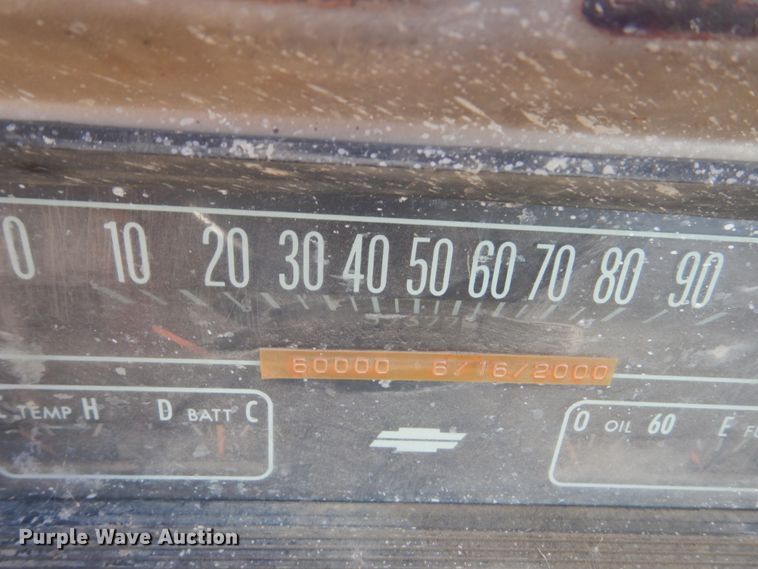 0 10 20 30 40 50 60 70 80 90
60000 6/16/2000
TEMP H D BATT C
O OIL 60 E
Purple Wave Auction